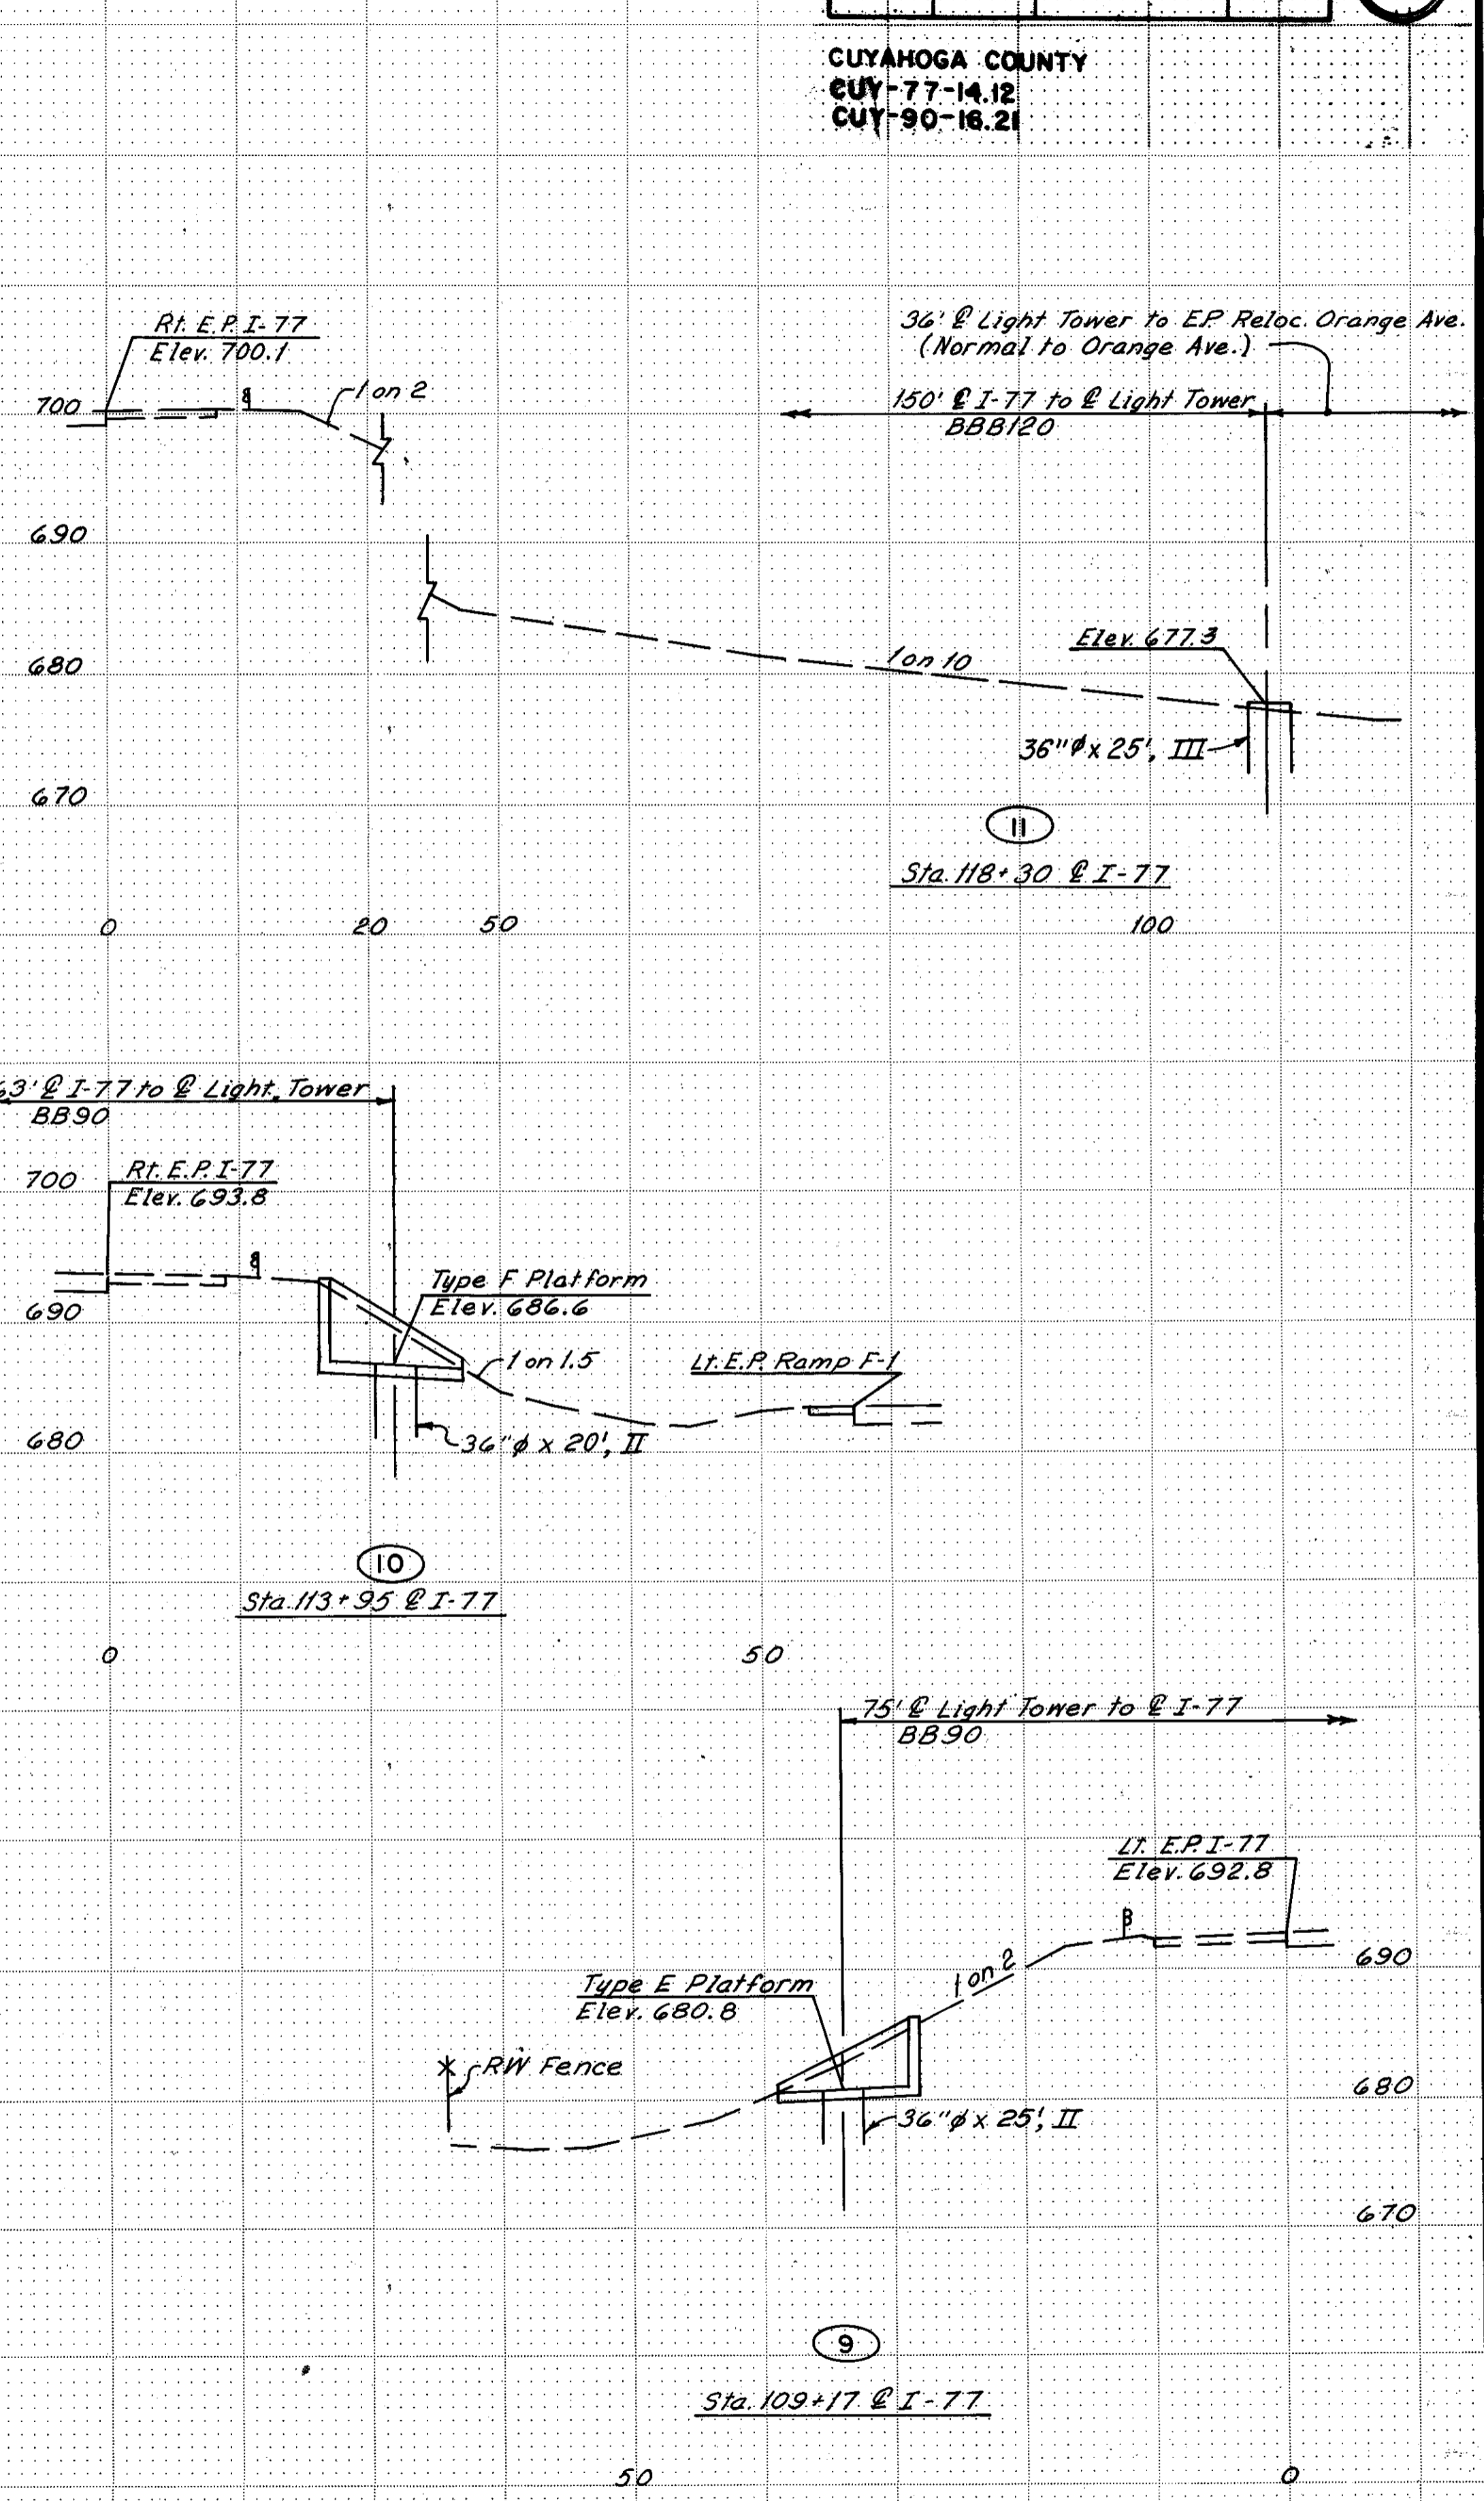 CUYAHOGA COUNTY
CUY-77-14.12
CUY-90-16.21
Rt. E.P. I-77
Elev. 700.1
36' ℄ Light Tower to E.P. Reloc. Orange Ave.
(Normal to Orange Ave.)
1 on 2
150' ℄ I-77 to ℄ Light Tower
BBB120
700
690
Elev. 677.3
680
1 on 10
36"ϕ x 25', III
670
11
Sta. 118+30 ℄ I-77
0 20 50 100
63' ℄ I-77 to ℄ Light Tower
BB90
700
Rt. E.P. I-77
Elev. 693.8
Type F Platform
Elev. 686.6
690
1 on 1.5
Lt. E.P. Ramp F-1
680
36"ϕ x 20', II
10
Sta. 113+95 ℄ I-77
0 50
75' ℄ Light Tower to ℄ I-77
BB90
Lt. E.P. I-77
Elev. 692.8
690
1 on 2
Type E Platform
Elev. 680.8
RW Fence
680
36"ϕ x 25', II
670
9
Sta. 109+17 ℄ I-77
50 0